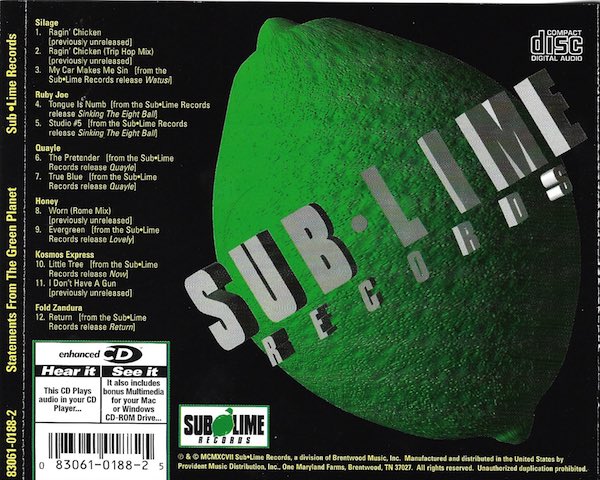 83061-0188-2 Statements From The Green Planet Sub•Lime Records
Silage
1. Ragin' Chicken
[previously unreleased]
2. Ragin' Chicken (Trip Hop Mix)
[previously unreleased]
3. My Car Makes Me Sin [from the
Sub•Lime Records release Watusi]
Ruby Joe
4. Tongue Is Numb [from the Sub•Lime Records
release Sinking The Eight Ball]
5. Studio #5 [from the Sub•Lime Records
release Sinking The Eight Ball]
Quayle
6. The Pretender [from the Sub•Lime
Records release Quayle]
7. True Blue [from the Sub•Lime
Records release Quayle]
Honey
8. Worn (Rome Mix)
[previously unreleased]
9. Evergreen [from the Sub•Lime
Records release Lovely]
Kosmos Express
10. Little Tree [from the Sub•Lime
Records release Now]
11. I Don't Have A Gun
[previously unreleased]
Fold Zandura
12. Return [from the Sub•Lime
Records release Return]
COMPACT
disc
DIGITAL AUDIO
SUB•LIME
RECORDS
enhanced CD
Hear it
See it
This CD Plays
audio in your CD
Player...
It also includes
bonus Multimedia
for your Mac
or Windows
CD-ROM Drive...
0 83061-0188-2 5
SUB LIME
RECORDS
℗ & © MCMXCVII Sub•Lime Records, a division of Brentwood Music, Inc. Manufactured and distributed in the United States by
Provident Music Distribution, Inc., One Maryland Farms, Brentwood, TN 37027. All rights reserved. Unauthorized duplication prohibited.